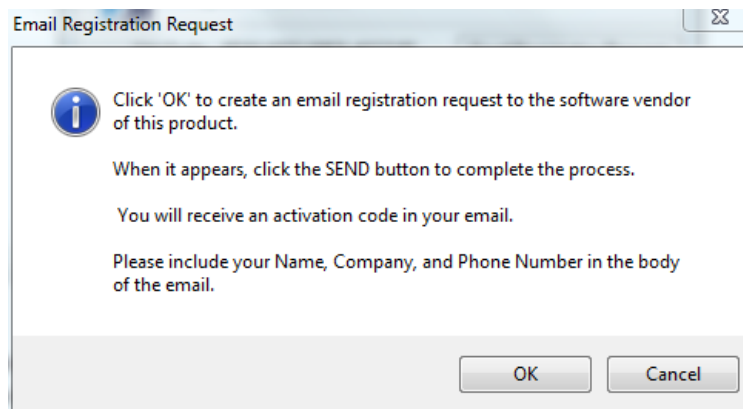 Email Registration Request
Click 'OK' to create an email registration request to the software vendor
of this product.
When it appears, click the SEND button to complete the process.
You will receive an activation code in your email.
Please include your Name, Company, and Phone Number in the body
of the email.
OK Cancel